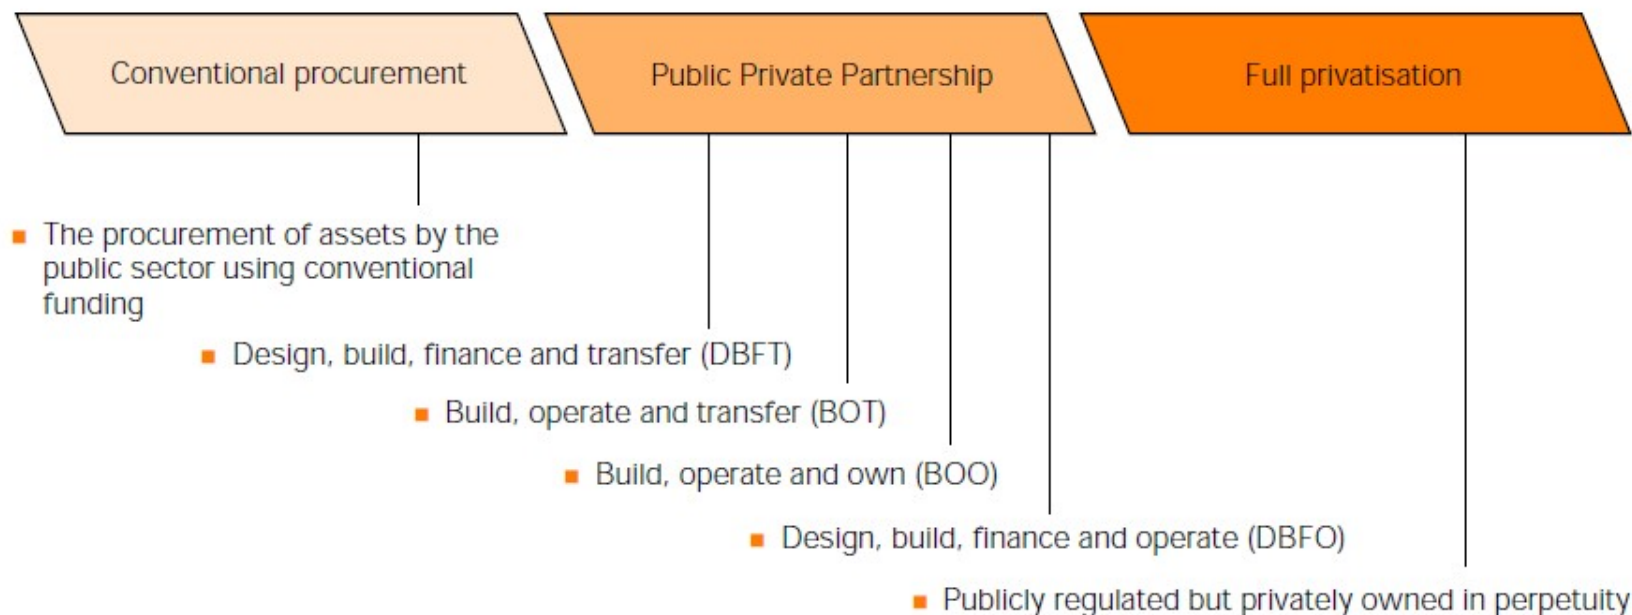 Conventional procurement
Public Private Partnership
Full privatisation
The procurement of assets by the
public sector using conventional
funding
Design, build, finance and transfer (DBFT)
Build, operate and transfer (BOT)
Build, operate and own (BOO)
Design, build, finance and operate (DBFO)
Publicly regulated but privately owned in perpetuity